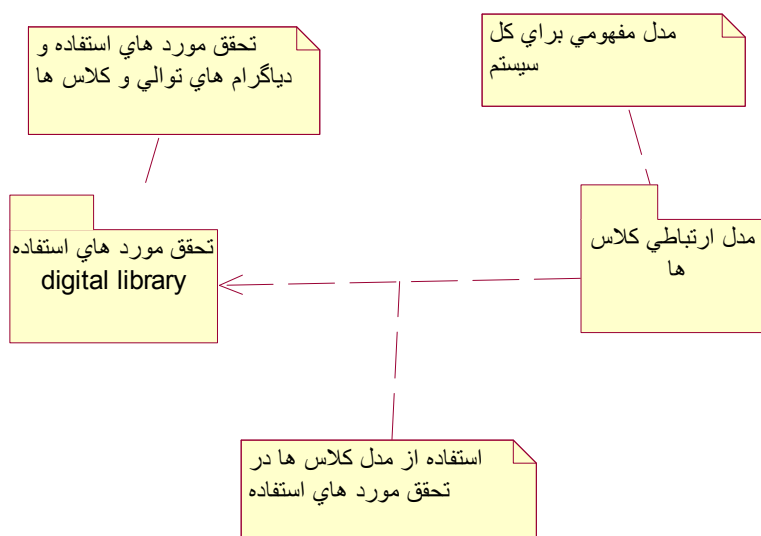 تحقق مورد هاي استفاده و
دياگرام هاي توالي و كلاس ها
مدل مفهومي براي كل
سيستم
تحقق مورد هاي استفاده
digital library
مدل ارتباطي كلاس
ها
استفاده از مدل كلاس ها در
تحقق مورد هاي استفاده